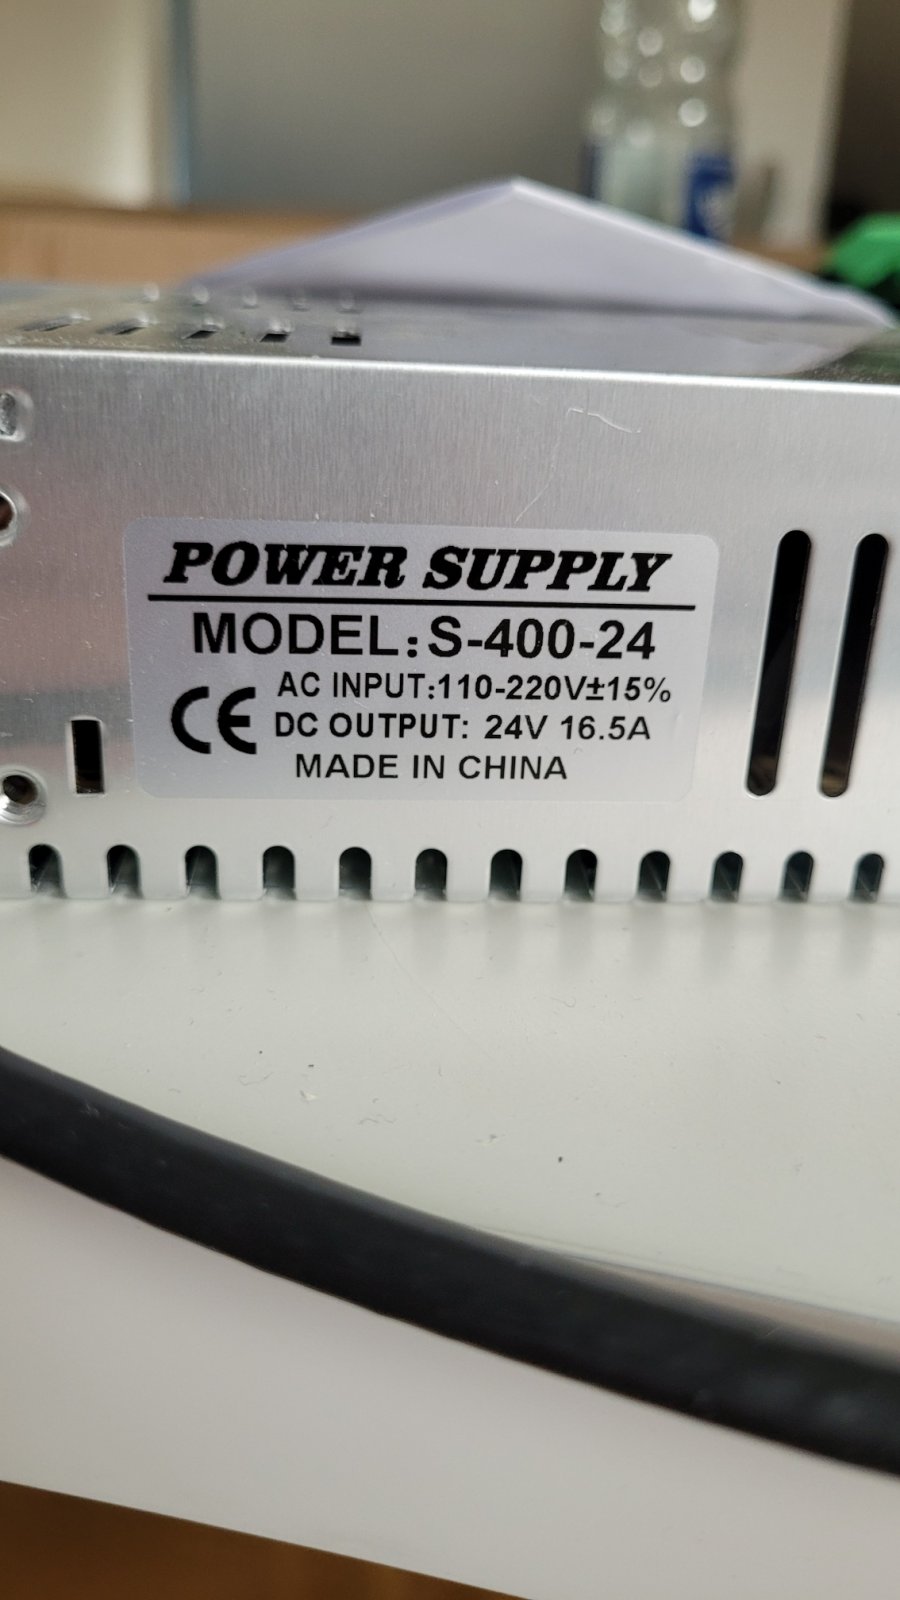 POWER SUPPLY
MODEL: S-400-24
AC INPUT:110-220V±15%
CE DC OUTPUT: 24V 16.5A
MADE IN CHINA